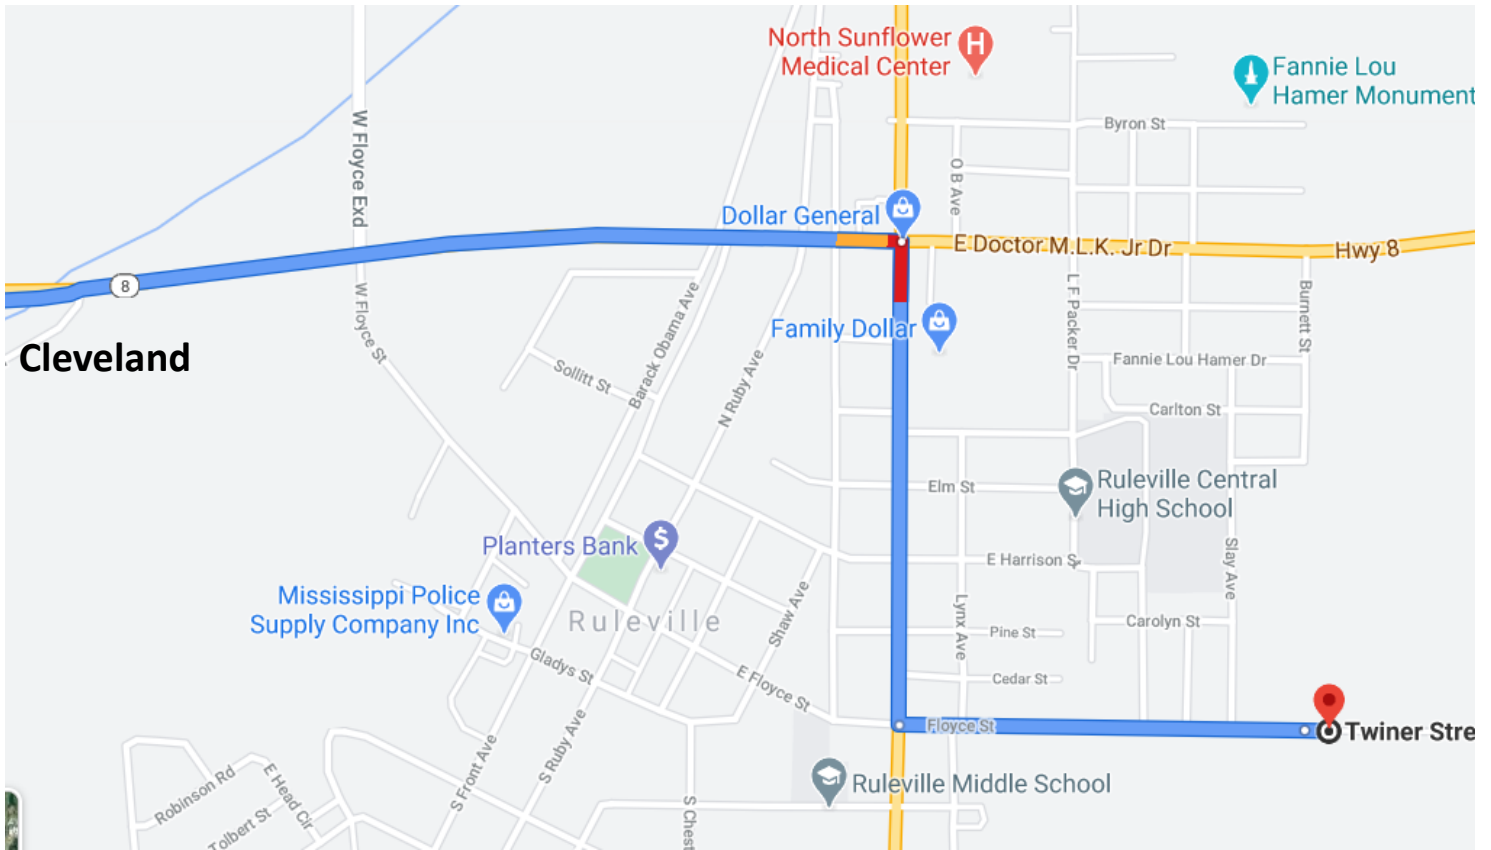 North Sunflower
Medical Center
Fannie Lou
Hamer Monument
W Floyce Exd
Byron St
O B Ave
Dollar General
E Doctor M.L.K. Jr Dr
Hwy 8
8
W Floyce St
Barack Obama Ave
L F Packer Dr
Burnett St
Family Dollar
Cleveland
Sollitt St
N Ruby Ave
Fannie Lou Hamer Dr
Carlton St
Elm St
Ruleville Central
High School
Planters Bank
E Harrison St
Slay Ave
Mississippi Police
Supply Company Inc
Ruleville
Shaw Ave
Lynx Ave
Pine St
Carolyn St
Gladys St
E Floyce St
Cedar St
Floyce St
Twiner Stre
S Front Ave
S Ruby Ave
Ruleville Middle School
Robinson Rd
E Head Cir
Tolbert St
S Chest